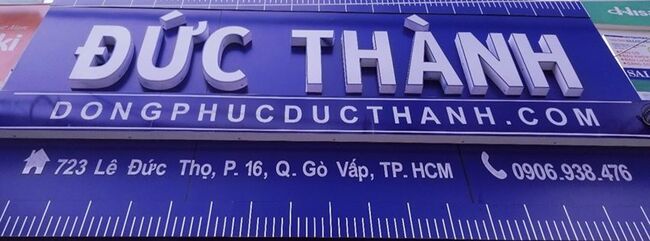 ĐỨC THÀNH
DONGPHUCDUCTHANH.COM
723 Lê Đức Thọ, P. 16, Q. Gò Vấp, TP. HCM
0906.938.476